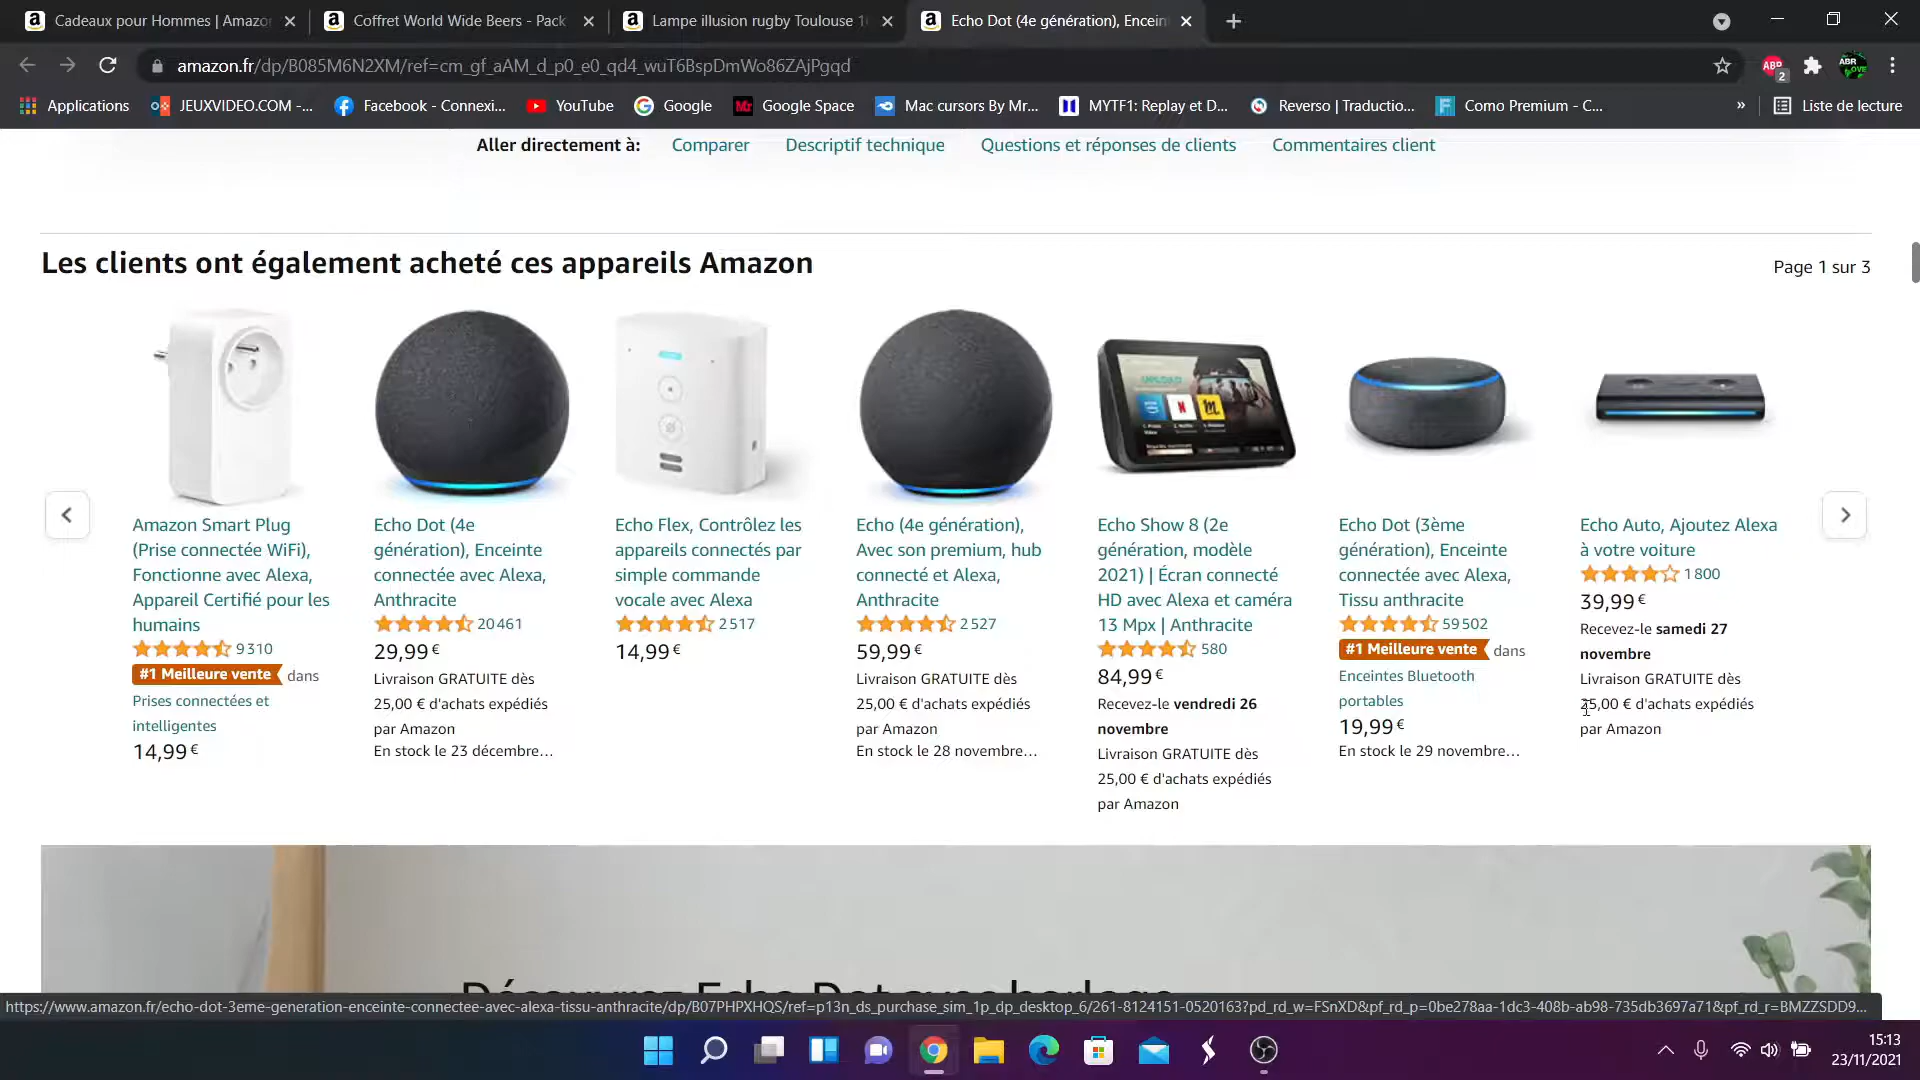 Cadeaux pour Hommes | Amazo
Coffret World Wide Beers - Pack
Lampe illusion rugby Toulouse 1
Echo Dot (4e génération), Encein
amazon.fr/dp/B085M6N2XM/ref=cm_gf_aAM_d_p0_e0_qd4_wuT6BspDmWo86ZAjPgqd
ABP
2
ABR
Applications
JEUXVIDEO.COM -...
Facebook - Connexi...
YouTube
Google
Mr
Google Space
Mac cursors By Mr...
MYTF1: Replay et D...
Reverso | Traductio...
Como Premium - C...
»
Liste de lecture
Aller directement à:
Comparer
Descriptif technique
Questions et réponses de clients
Commentaires client
Les clients ont également acheté ces appareils Amazon
Page 1 sur 3
Amazon Smart Plug
(Prise connectée WiFi),
Fonctionne avec Alexa,
Appareil Certifié pour les
humains
9 310
#1 Meilleure vente dans
Prises connectées et
intelligentes
14,99 €
Echo Dot (4e
génération), Enceinte
connectée avec Alexa,
Anthracite
20 461
29,99 €
Livraison GRATUITE dès
25,00 € d'achats expédiés
par Amazon
En stock le 23 décembre…
Echo Flex, Contrôlez les
appareils connectés par
simple commande
vocale avec Alexa
2 517
14,99 €
Echo (4e génération),
Avec son premium, hub
connecté et Alexa,
Anthracite
2 527
59,99 €
Livraison GRATUITE dès
25,00 € d'achats expédiés
par Amazon
En stock le 28 novembre…
Echo Show 8 (2e
génération, modèle
2021) | Écran connecté
HD avec Alexa et caméra
13 Mpx | Anthracite
580
84,99 €
Recevez-le vendredi 26
novembre
Livraison GRATUITE dès
25,00 € d'achats expédiés
par Amazon
Echo Dot (3ème
génération), Enceinte
connectée avec Alexa,
Tissu anthracite
59 502
#1 Meilleure vente dans
Enceintes Bluetooth
portables
19,99 €
En stock le 29 novembre…
Echo Auto, Ajoutez Alexa
à votre voiture
1 800
39,99 €
Recevez-le samedi 27
novembre
Livraison GRATUITE dès
25,00 € d'achats expédiés
par Amazon
Découvrez Echo Dot avec horloge
https://www.amazon.fr/echo-dot-3eme-generation-enceinte-connectee-avec-alexa-tissu-anthracite/dp/B07PHPXHQS/ref=p13n_ds_purchase_sim_1p_dp_desktop_6/261-8124151-0520163?pd_rd_w=FSnXD&pf_rd_p=0be278aa-1dc3-408b-ab98-735db3697a71&pf_rd_r=BMZZSDD9...
15:13
23/11/2021